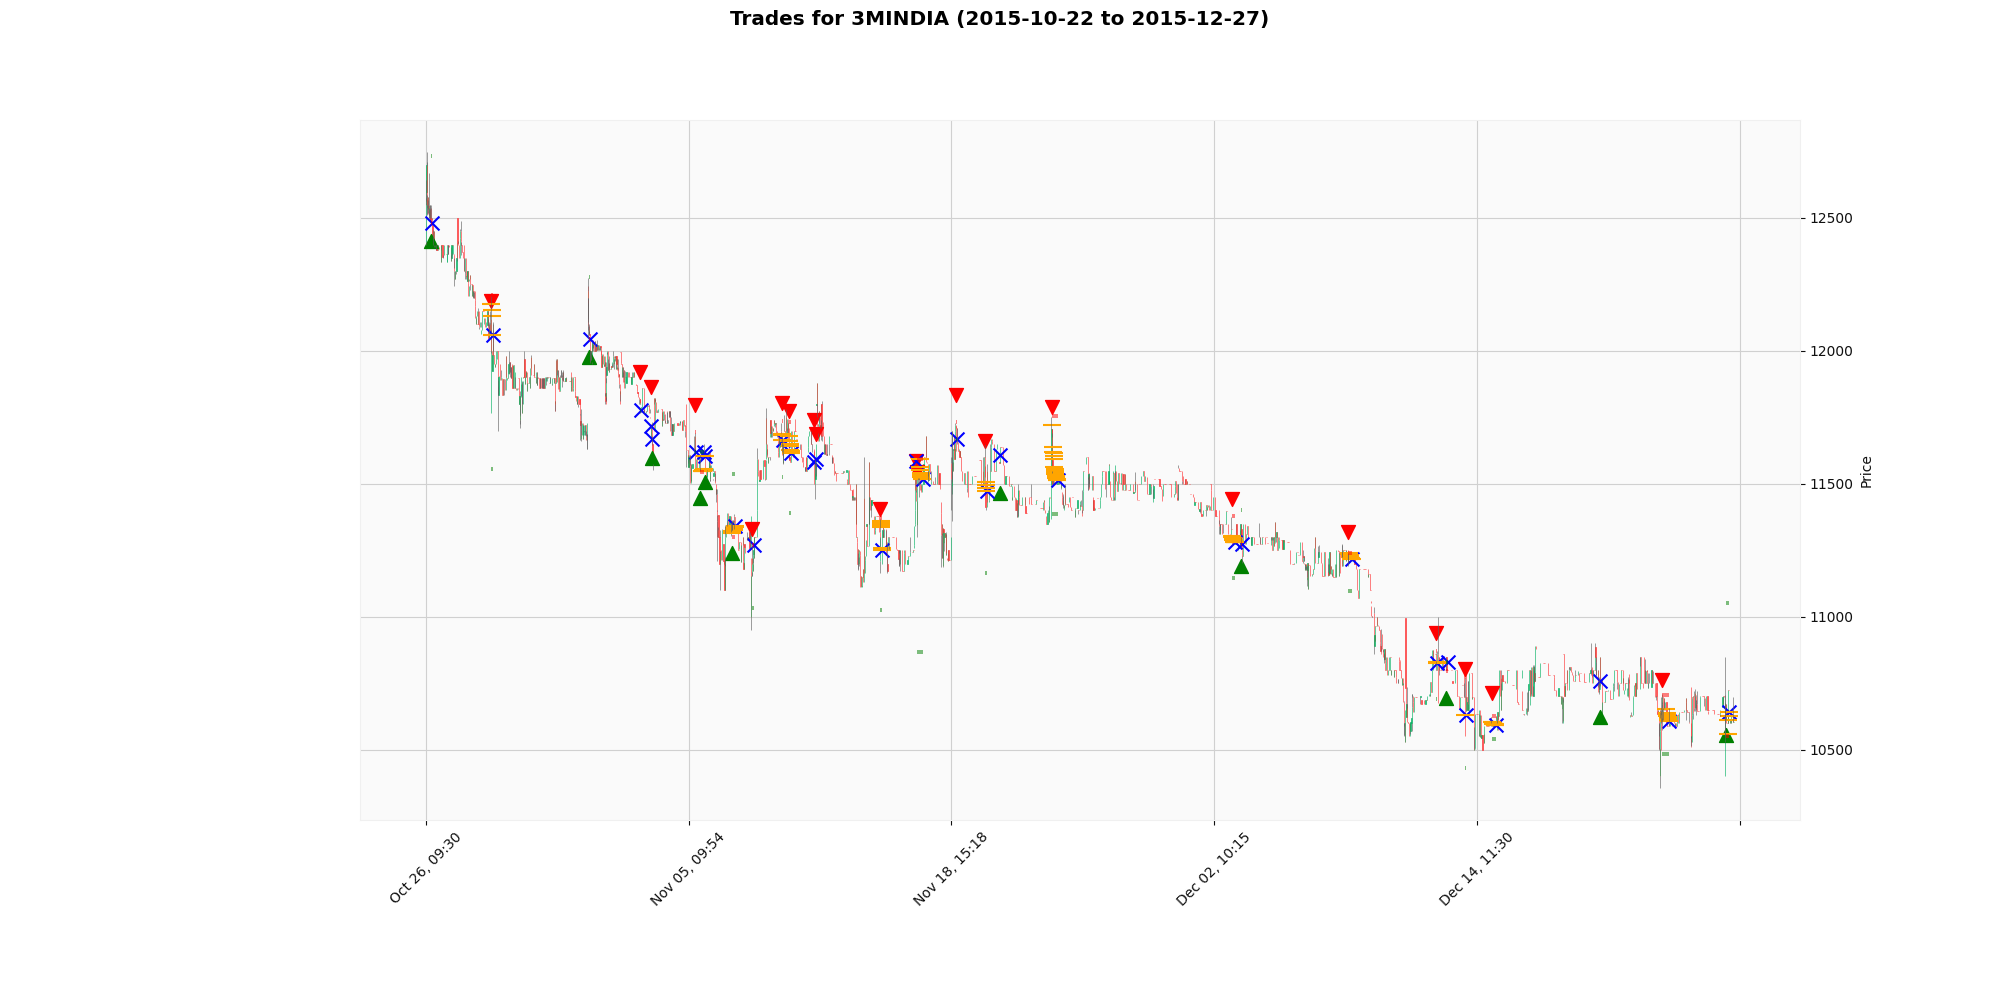 Trades for 3MINDIA (2015-10-22 to 2015-12-27)
12500
12000
11500
11000
10500
Price
Oct 26, 09:30
Nov 05, 09:54
Nov 18, 15:18
Dec 02, 10:15
Dec 14, 11:30